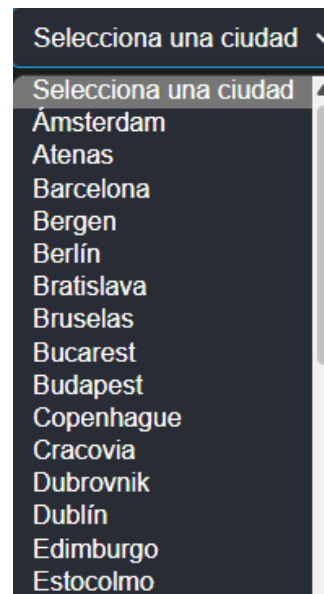 Selecciona una ciudad
Selecciona una ciudad
Ámsterdam
Atenas
Barcelona
Bergen
Berlín
Bratislava
Bruselas
Bucarest
Budapest
Copenhague
Cracovia
Dubrovnik
Dublín
Edimburgo
Estocolmo